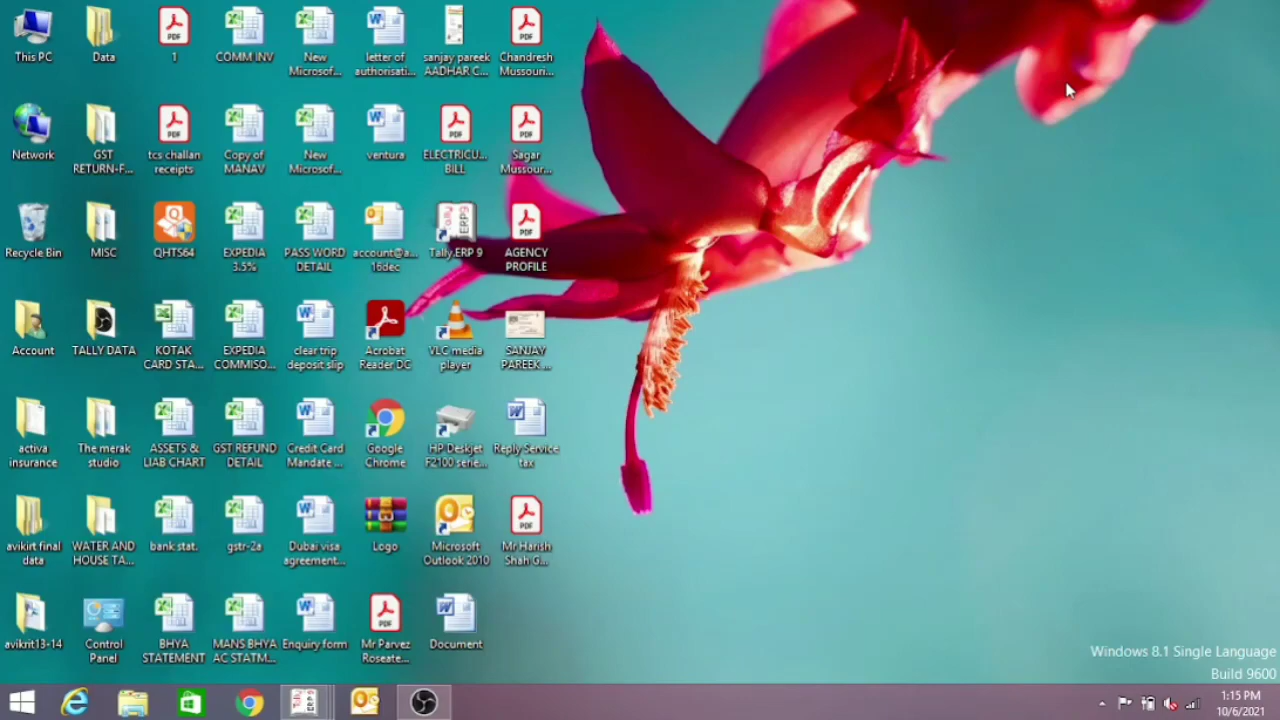 This PC
Data
1
COMM INV
New
Microsof...
letter of
authorisati...
sanjay pareek
AADHAR C...
Chandresh
Mussouri...
Network
GST
RETURN-F...
tcs challan
receipts
Copy of
MANAV
New
Microsof...
ventura
ELECTRICU...
BILL
Sagar
Mussour...
Recycle Bin
MISC
QHTS64
EXPEDIA
3.5%
PASS WORD
DETAIL
account@a...
16dec
Tally.ERP 9
AGENCY
PROFILE
Account
TALLY DATA
KOTAK
CARD STA...
EXPEDIA
COMMISO...
clear trip
deposit slip
Acrobat
Reader DC
VLC media
player
SANJAY
PAREEK ...
activa
insurance
The merak
studio
ASSETS &
LIAB CHART
GST REFUND
DETAIL
Credit Card
Mandate ...
Google
Chrome
HP Deskjet
F2100 serie...
Reply Service
tax
avikirt final
data
WATER AND
HOUSE TA...
bank stat.
gstr-2a
Dubai visa
agreement...
Logo
Microsoft
Outlook 2010
Mr Harish
Shah G...
avikrit13-14
Control
Panel
BHYA
STATEMENT
MANS BHYA
AC STATM...
Enquiry form
Mr Parvez
Roseate...
Document
Windows 8.1 Single Language
Build 9600
1:15 PM
10/6/2021